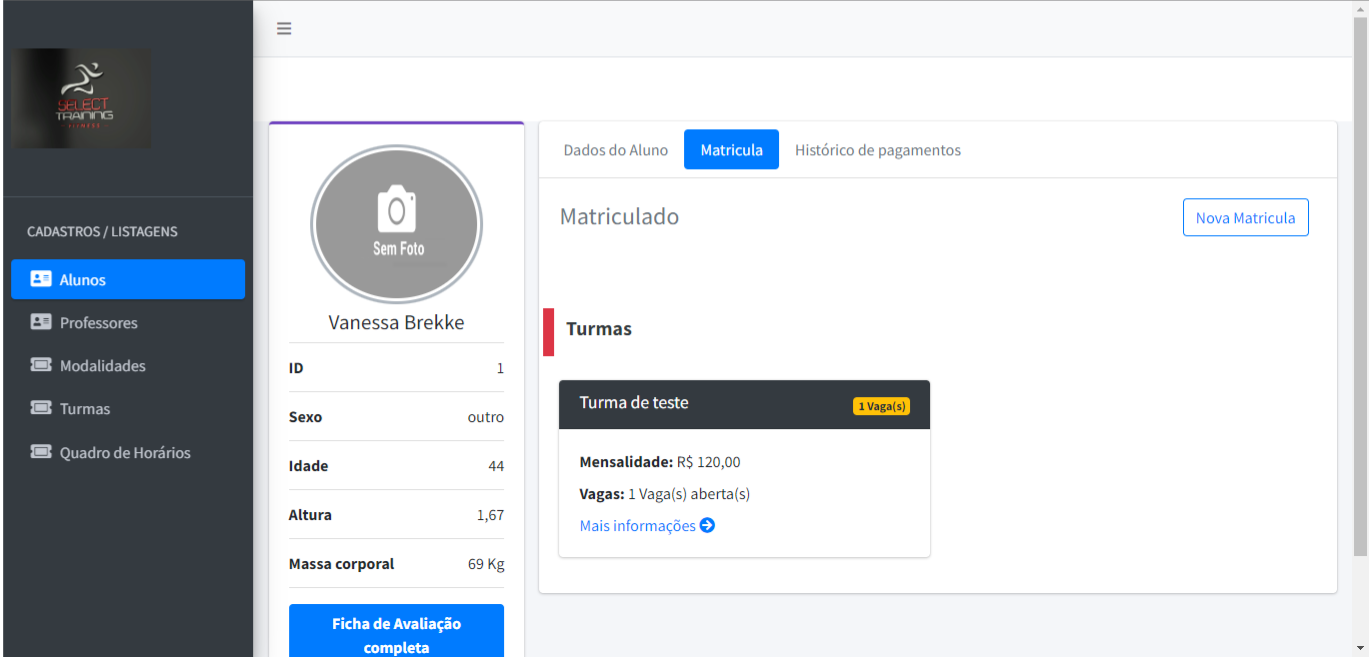 SELECT
TRAINING
FITNESS
CADASTROS / LISTAGENS
Alunos
Professores
Modalidades
Turmas
Quadro de Horários
Sem Foto
Vanessa Brekke
ID 1
Sexo outro
Idade 44
Altura 1,67
Massa corporal 69 Kg
Ficha de Avaliação
completa
Dados do Aluno Matricula Histórico de pagamentos
Matriculado Nova Matricula
Turmas
Turma de teste 1 Vaga(s)
Mensalidade: R$ 120,00
Vagas: 1 Vaga(s) aberta(s)
Mais informações